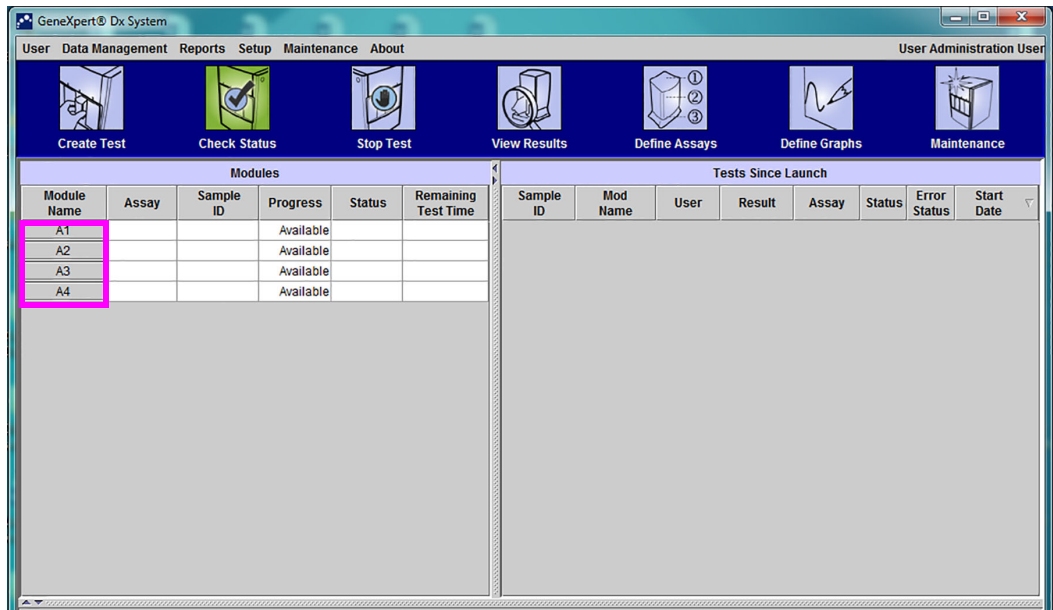 GeneXpert® Dx System
User Data Management Reports Setup Maintenance About User Administration User
① ② ③
Create Test Check Status Stop Test View Results Define Assays Define Graphs Maintenance
Modules
Module Name Assay Sample ID Progress Status Remaining Test Time
A1 Available
A2 Available
A3 Available
A4 Available
Tests Since Launch
Sample ID Mod Name User Result Assay Status Error Status Start Date